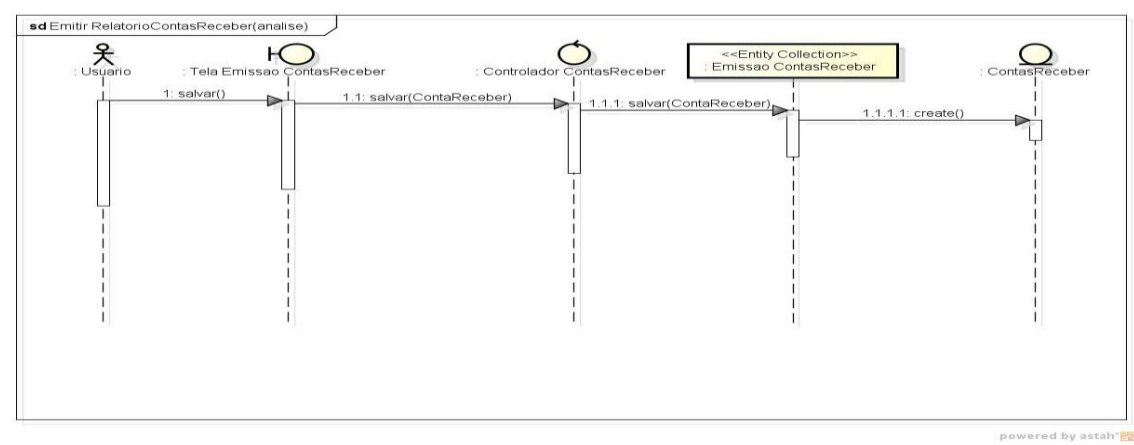 sd Emitir RelatorioContasReceber(analise)
: Usuario
: Tela Emissao ContasReceber
: Controlador ContasReceber
<<Entity Collection>>
: Emissao ContasReceber
: ContasReceber
1: salvar()
1.1: salvar(ContaReceber)
1.1.1: salvar(ContaReceber)
1.1.1.1: create()
powered by astah*